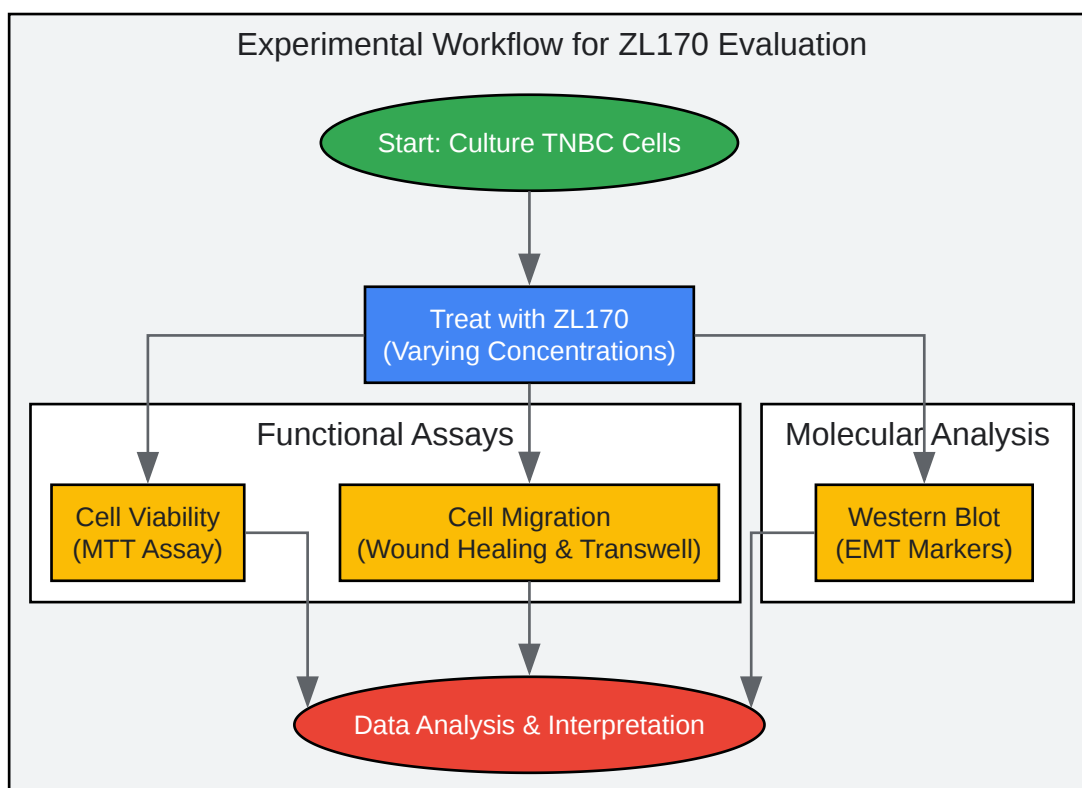 Experimental Workflow for ZL170 Evaluation
Start: Culture TNBC Cells
Treat with ZL170
(Varying Concentrations)
Functional Assays
Molecular Analysis
Cell Viability
(MTT Assay)
Cell Migration
(Wound Healing & Transwell)
Western Blot
(EMT Markers)
Data Analysis & Interpretation